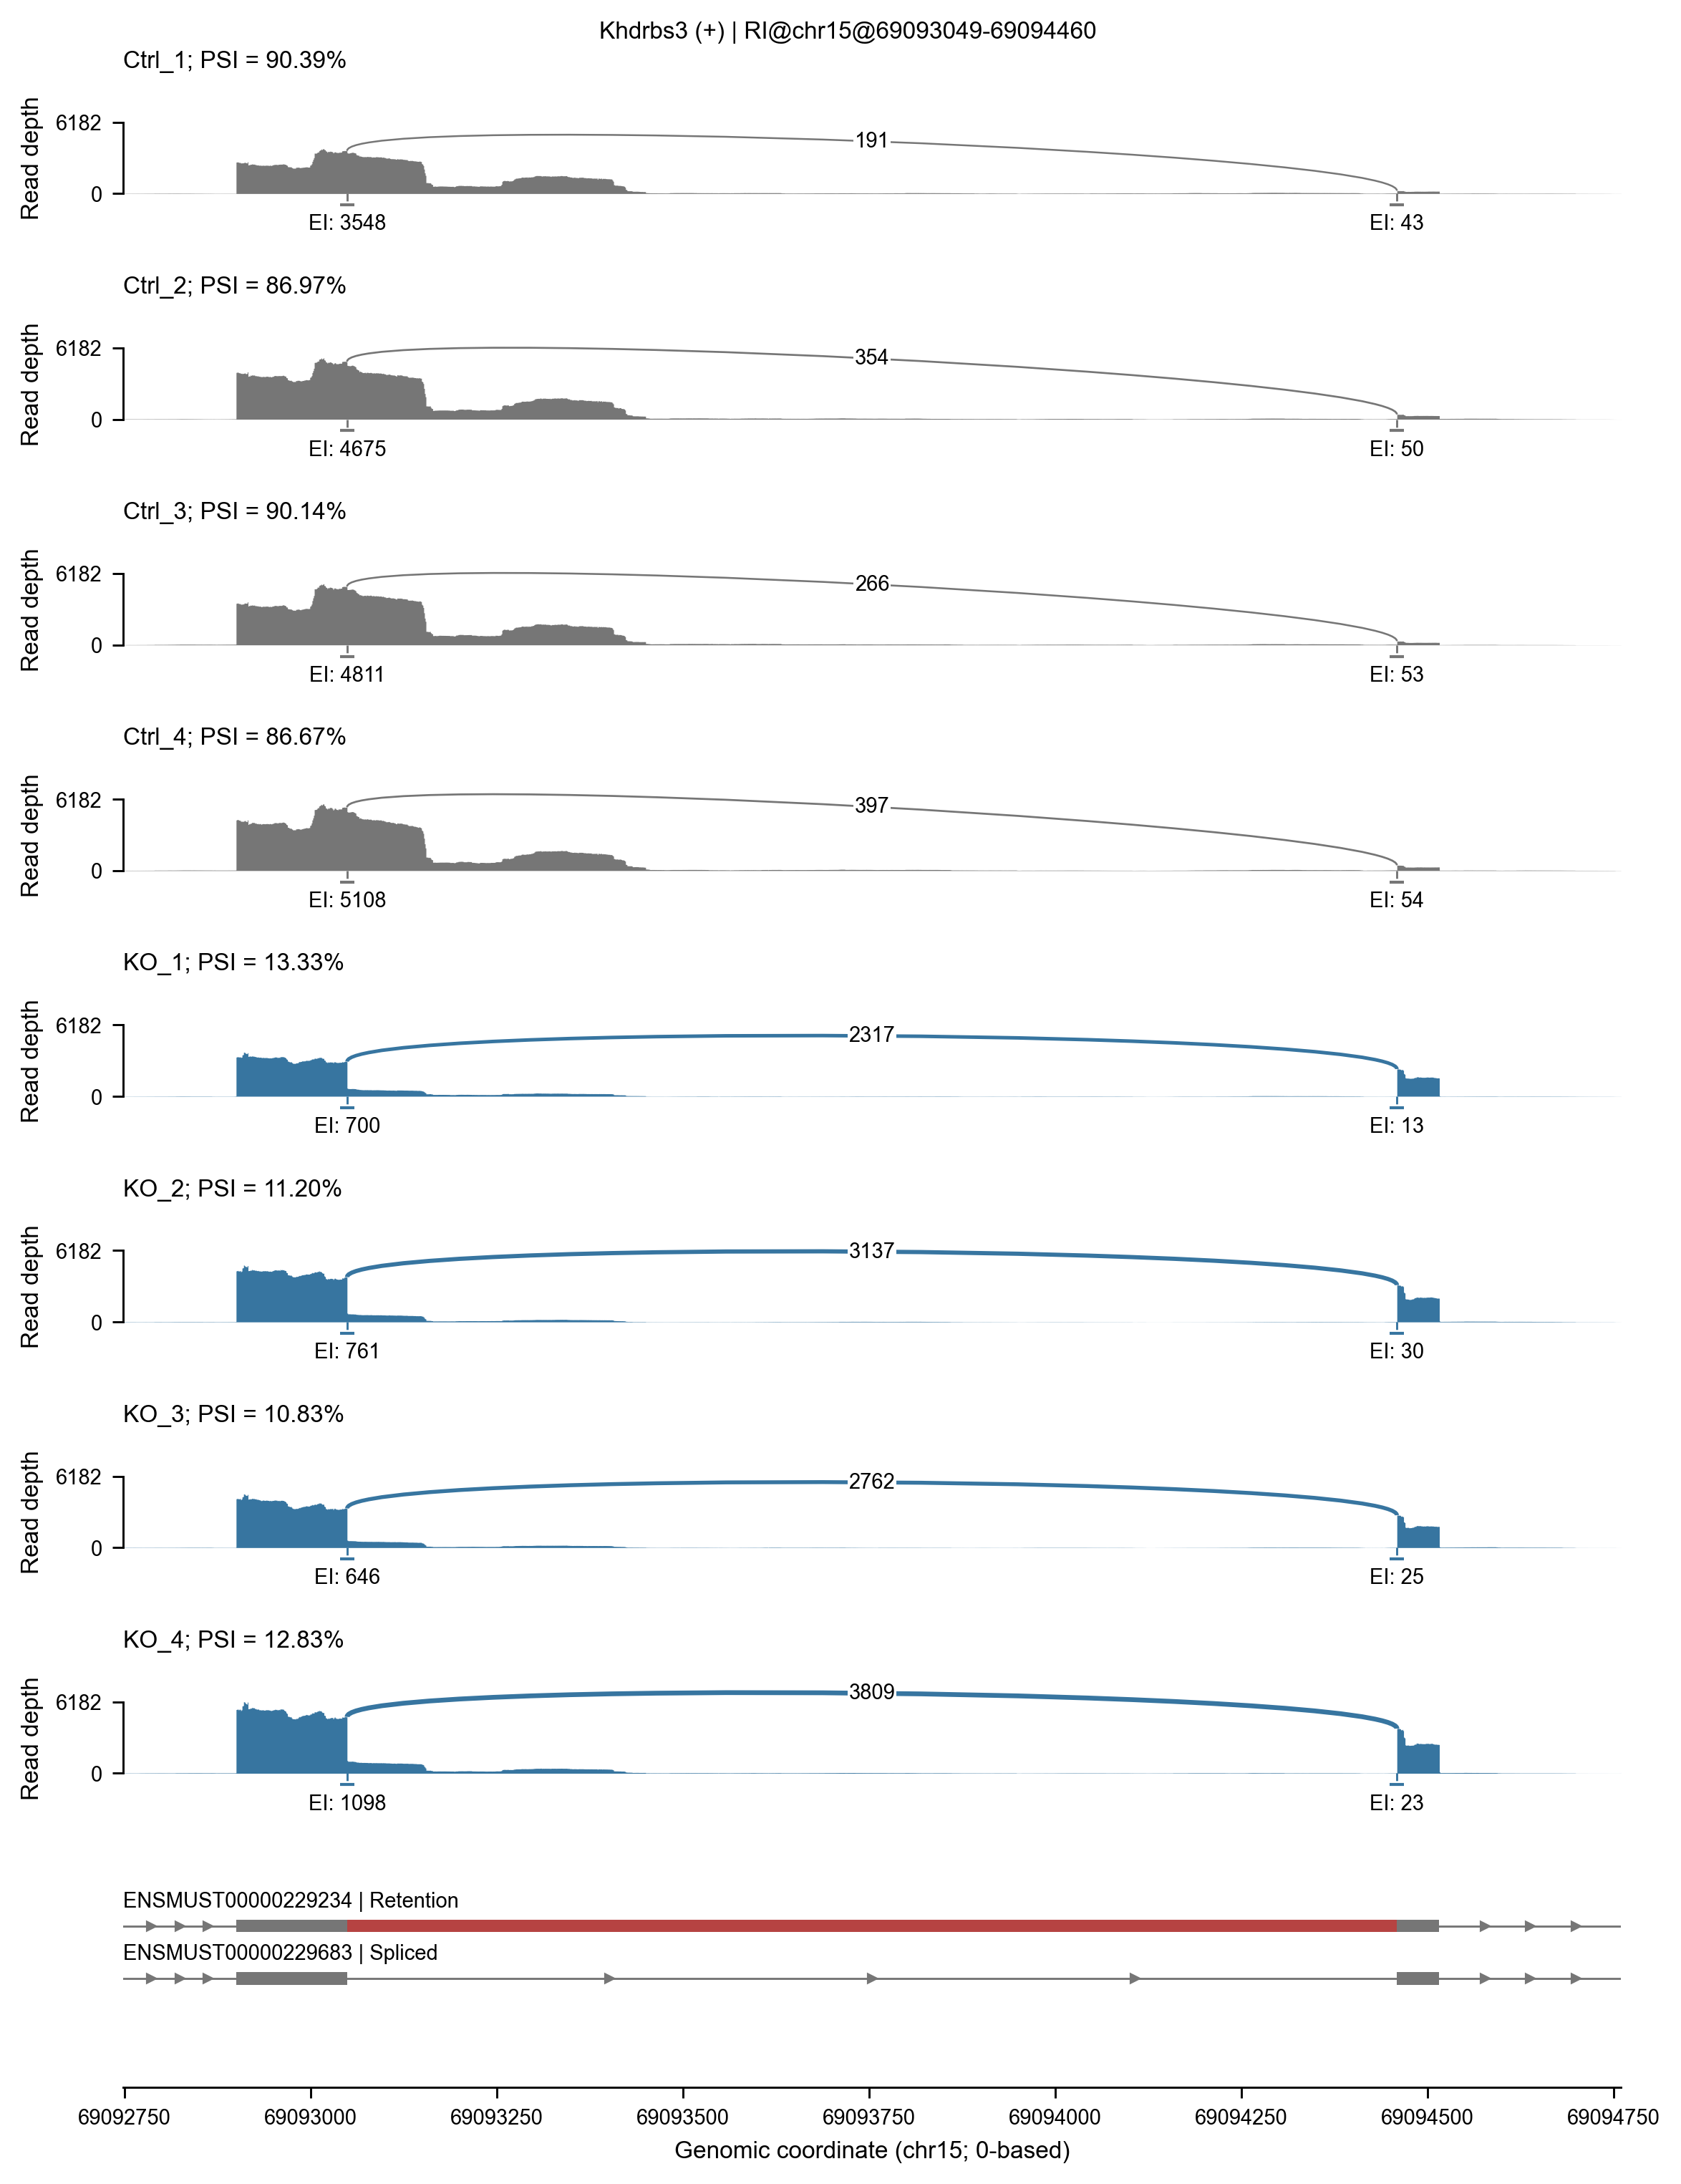 Khdrbs3 (+) | RI@chr15@69093049-69094460
Ctrl_1; PSI = 90.39%
Read depth
6182
0
191
EI: 3548
EI: 43
Ctrl_2; PSI = 86.97%
Read depth
6182
0
354
EI: 4675
EI: 50
Ctrl_3; PSI = 90.14%
Read depth
6182
0
266
EI: 4811
EI: 53
Ctrl_4; PSI = 86.67%
Read depth
6182
0
397
EI: 5108
EI: 54
KO_1; PSI = 13.33%
Read depth
6182
0
2317
EI: 700
EI: 13
KO_2; PSI = 11.20%
Read depth
6182
0
3137
EI: 761
EI: 30
KO_3; PSI = 10.83%
Read depth
6182
0
2762
EI: 646
EI: 25
KO_4; PSI = 12.83%
Read depth
6182
0
3809
EI: 1098
EI: 23
ENSMUST00000229234 | Retention
ENSMUST00000229683 | Spliced
69092750 69093000 69093250 69093500 69093750 69094000 69094250 69094500 69094750
Genomic coordinate (chr15; 0-based)